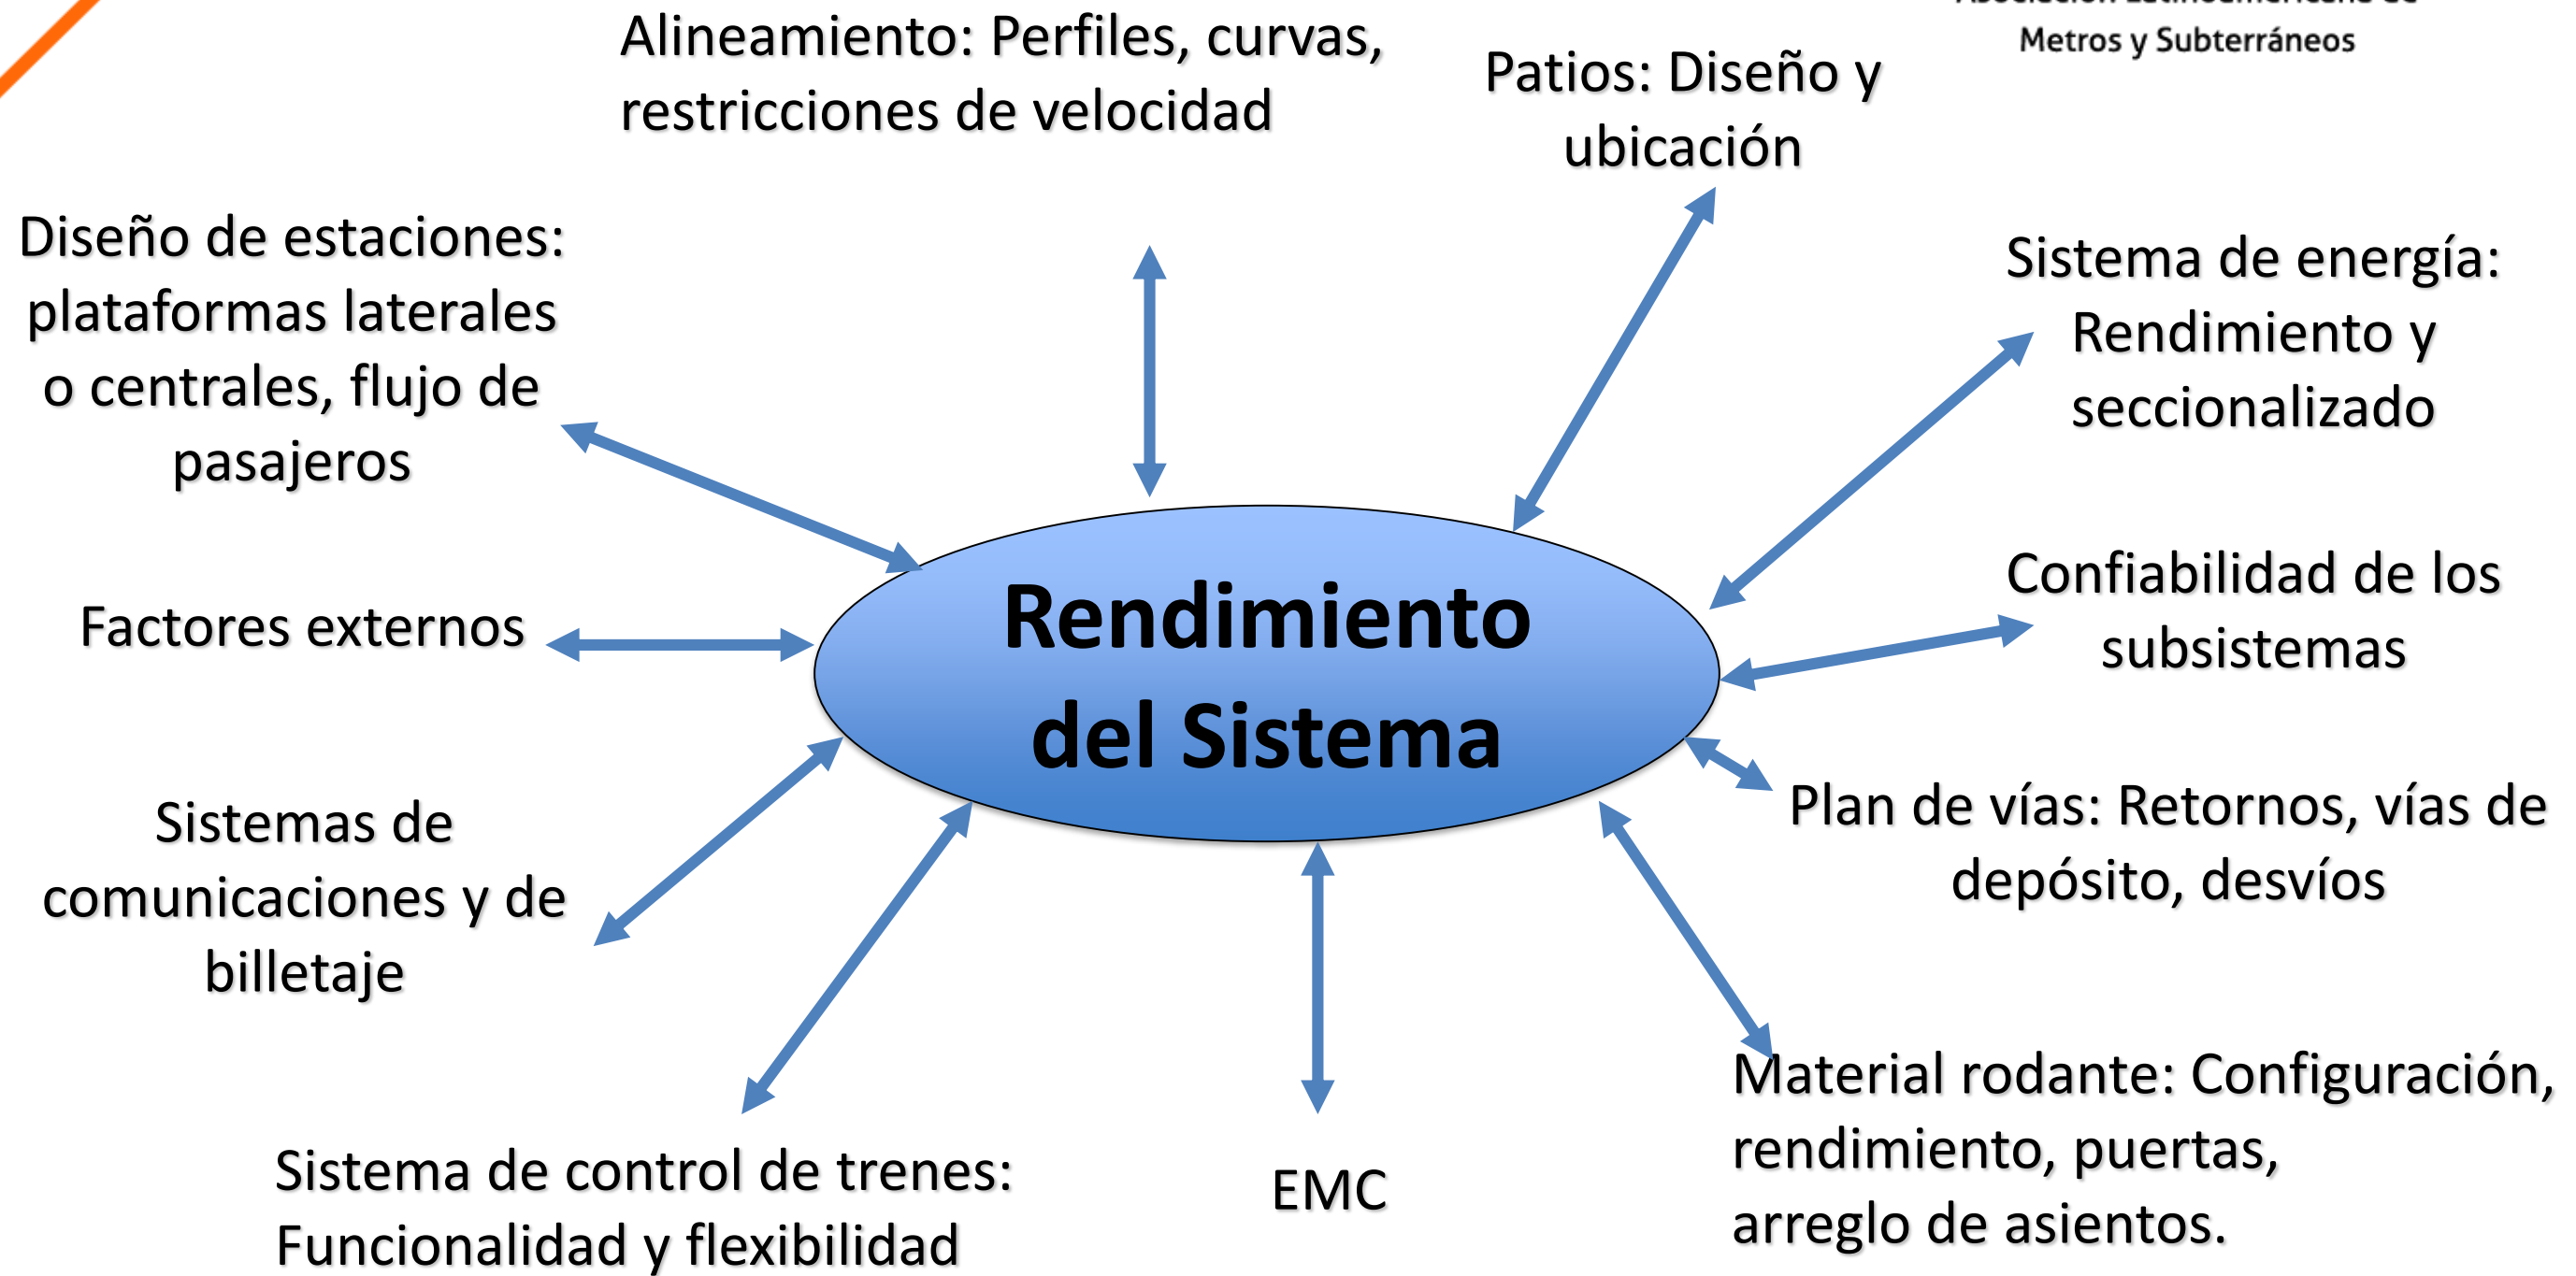 Asociación Latinoamericana de
Metros y Subterráneos
Alineamiento: Perfiles, curvas,
restricciones de velocidad
Patios: Diseño y
ubicación
Diseño de estaciones:
plataformas laterales
o centrales, flujo de
pasajeros
Sistema de energía:
Rendimiento y
seccionalizado
Factores externos
Rendimiento
del Sistema
Confiabilidad de los
subsistemas
Sistemas de
comunicaciones y de
billetaje
Plan de vías: Retornos, vías de
depósito, desvíos
Sistema de control de trenes:
Funcionalidad y flexibilidad
EMC
Material rodante: Configuración,
rendimiento, puertas,
arreglo de asientos.